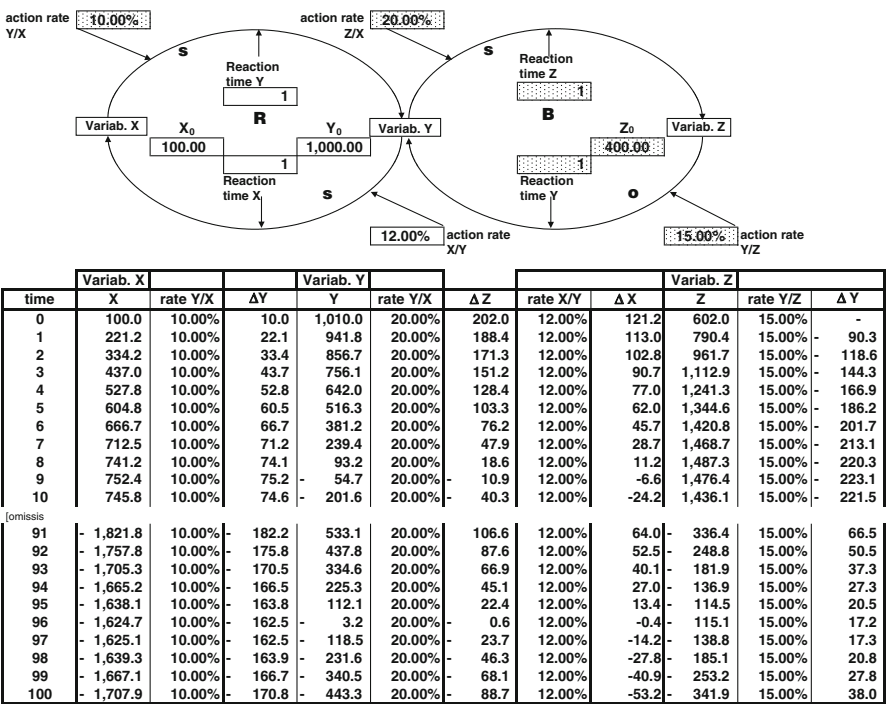 action rate 10.00% action rate 20.00%
Y/X Z/X
s s
Reaction Reaction
time Y time Z
1 1
R B
Variab. X X₀ Y₀ Variab. Y Z₀ Variab. Z
100.00 1,000.00 400.00
1 1
Reaction Reaction
time X time Y
s o
12.00% action rate 15.00% action rate
X/Y Y/Z
Variab. X Variab. Y Variab. Z
time X rate Y/X ΔY Y rate Y/X Δ Z rate X/Y Δ X Z rate Y/Z Δ Y
0 100.0 10.00% 10.0 1,010.0 20.00% 202.0 12.00% 121.2 602.0 15.00% -
1 221.2 10.00% 22.1 941.8 20.00% 188.4 12.00% 113.0 790.4 15.00% - 90.3
2 334.2 10.00% 33.4 856.7 20.00% 171.3 12.00% 102.8 961.7 15.00% - 118.6
3 437.0 10.00% 43.7 756.1 20.00% 151.2 12.00% 90.7 1,112.9 15.00% - 144.3
4 527.8 10.00% 52.8 642.0 20.00% 128.4 12.00% 77.0 1,241.3 15.00% - 166.9
5 604.8 10.00% 60.5 516.3 20.00% 103.3 12.00% 62.0 1,344.6 15.00% - 186.2
6 666.7 10.00% 66.7 381.2 20.00% 76.2 12.00% 45.7 1,420.8 15.00% - 201.7
7 712.5 10.00% 71.2 239.4 20.00% 47.9 12.00% 28.7 1,468.7 15.00% - 213.1
8 741.2 10.00% 74.1 93.2 20.00% 18.6 12.00% 11.2 1,487.3 15.00% - 220.3
9 752.4 10.00% 75.2 - 54.7 20.00% - 10.9 12.00% -6.6 1,476.4 15.00% - 223.1
10 745.8 10.00% 74.6 - 201.6 20.00% - 40.3 12.00% -24.2 1,436.1 15.00% - 221.5
[omissis
91 - 1,821.8 10.00% - 182.2 533.1 20.00% 106.6 12.00% 64.0 - 336.4 15.00% 66.5
92 - 1,757.8 10.00% - 175.8 437.8 20.00% 87.6 12.00% 52.5 - 248.8 15.00% 50.5
93 - 1,705.3 10.00% - 170.5 334.6 20.00% 66.9 12.00% 40.1 - 181.9 15.00% 37.3
94 - 1,665.2 10.00% - 166.5 225.3 20.00% 45.1 12.00% 27.0 - 136.9 15.00% 27.3
95 - 1,638.1 10.00% - 163.8 112.1 20.00% 22.4 12.00% 13.4 - 114.5 15.00% 20.5
96 - 1,624.7 10.00% - 162.5 - 3.2 20.00% - 0.6 12.00% -0.4 - 115.1 15.00% 17.2
97 - 1,625.1 10.00% - 162.5 - 118.5 20.00% - 23.7 12.00% -14.2 - 138.8 15.00% 17.3
98 - 1,639.3 10.00% - 163.9 - 231.6 20.00% - 46.3 12.00% -27.8 - 185.1 15.00% 20.8
99 - 1,667.1 10.00% - 166.7 - 340.5 20.00% - 68.1 12.00% -40.9 - 253.2 15.00% 27.8
100 - 1,707.9 10.00% - 170.8 - 443.3 20.00% - 88.7 12.00% -53.2 - 341.9 15.00% 38.0